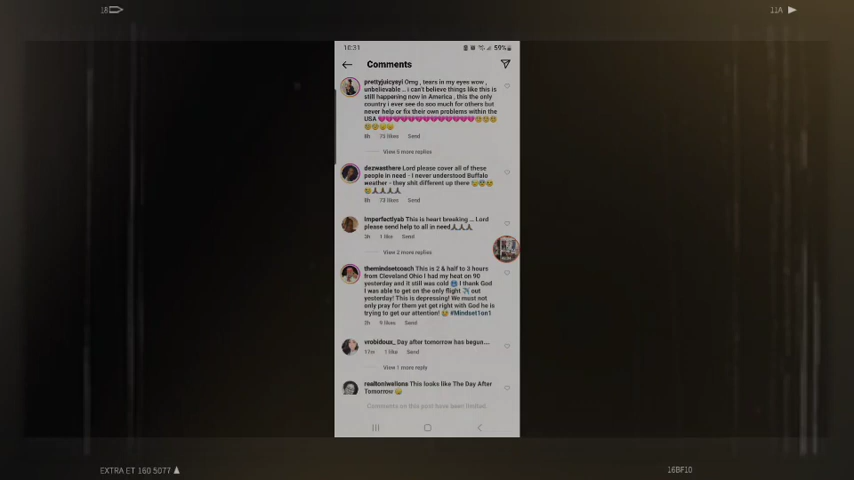 18
11A
10:31
59%
Comments
prettyjuicyyl Omg , tears in my eyes wow ,
unbelievable .. i can't believe things like this is
still happening now in America , this the only
country i ever see do soo much for others but
never help or fix their own problems within the
USA
8h 73 likes Send
View 5 more replies
dezwasthere Lord please cover all of these
people in need - I never understood Buffalo
weather - they shit different up there
8h 73 likes Send
imperfectlyab This is heart breaking ... Lord
please send help to all in need
3h 1 like Send
View 2 more replies
themindsetcoach This is 2 & half to 3 hours
from Cleveland Ohio I had my heat on 90
yesterday and it still was cold 🥶 I thank God
I was able to get on the only flight ✈️ out
yesterday! This is depressing! We must not
only pray for them yet get right with God he is
trying to get our attention! 😢 #Mindset1on1
9 likes Send
vrobidoux_ Day after tomorrow has begun...
17m 1 like Send
View 1 more reply
realtoniwellons This looks like The Day After
Tomorrow
Comments on this post have been limited.
EXTRA ET 160 5077
16BF10